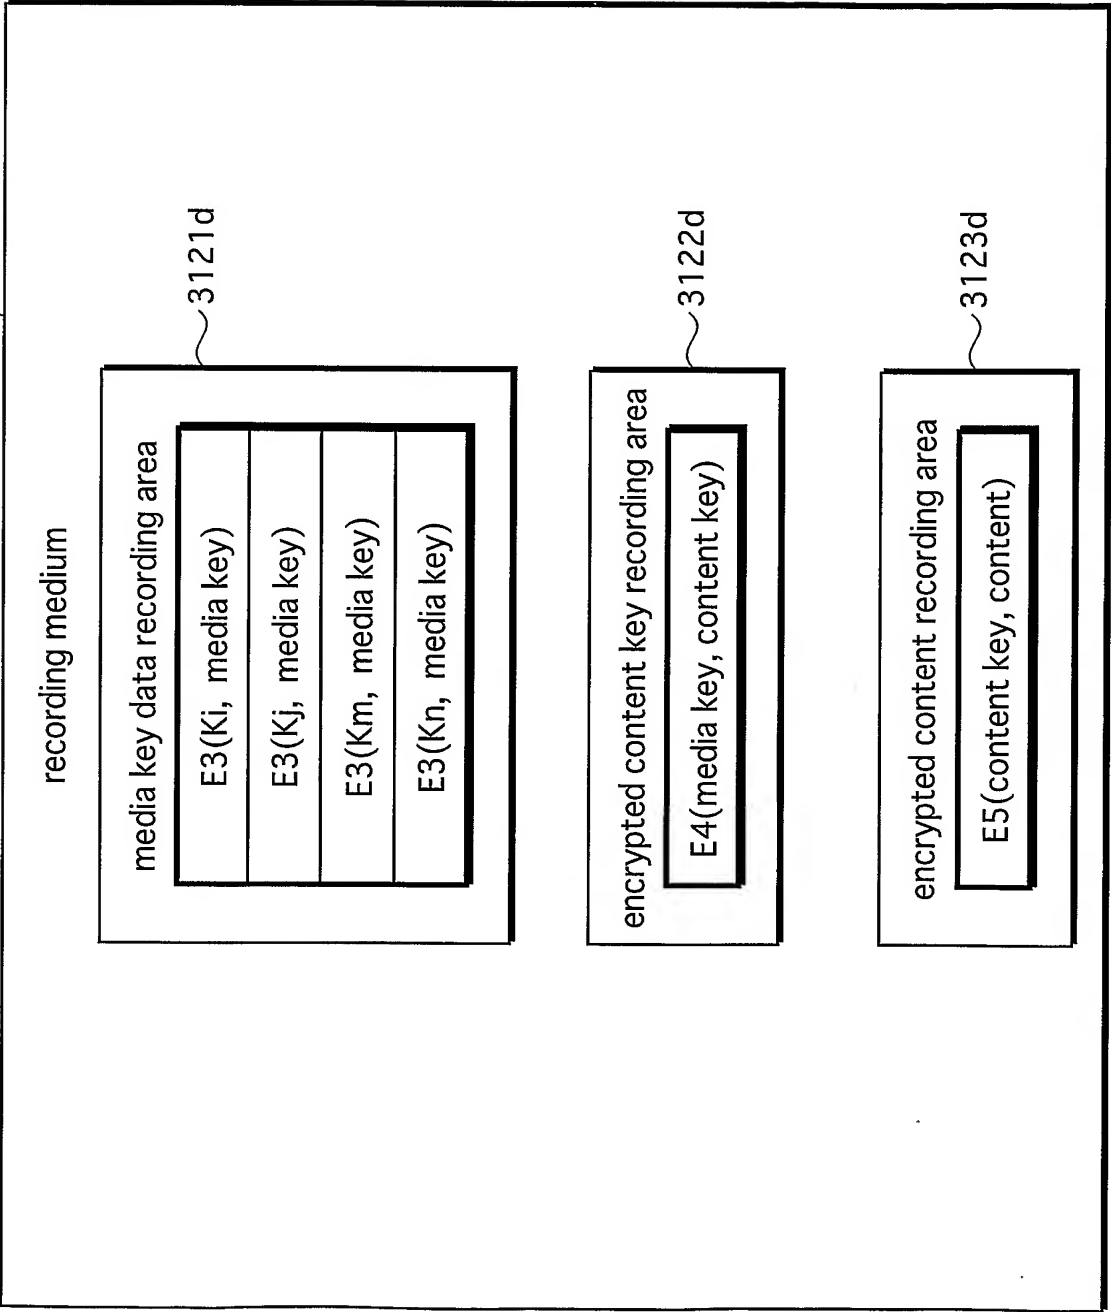 recording medium
media key data recording area
E3(Ki, media key)
E3(Kj, media key)
E3(Km, media key)
E3(Kn, media key)
3121d
encrypted content key recording area
E4(media key, content key)
3122d
encrypted content recording area
E5(content key, content)
3123d